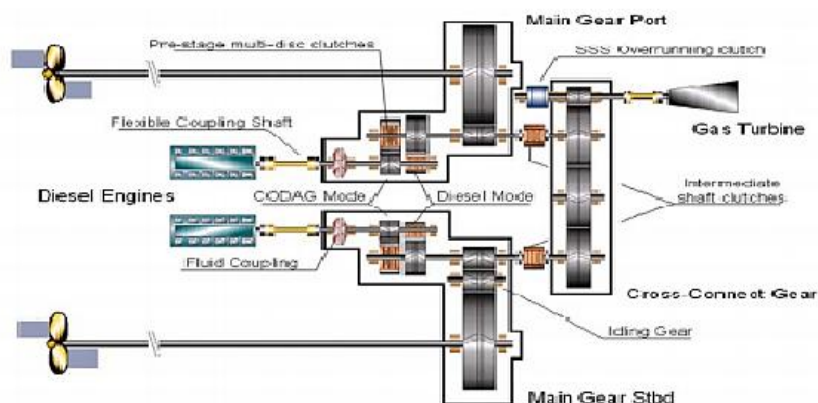 Main Gear Port
Pre-stage multi-disc clutches
SSS Overrunning clutch
Flexible Coupling Shaft
Gas Turbine
Diesel Engines
CODAG Mode
Diesel Mode
Intermediate
shaft clutches
Fluid Coupling
Cross-Connect Gear
Idling Gear
Main Gear Stbd